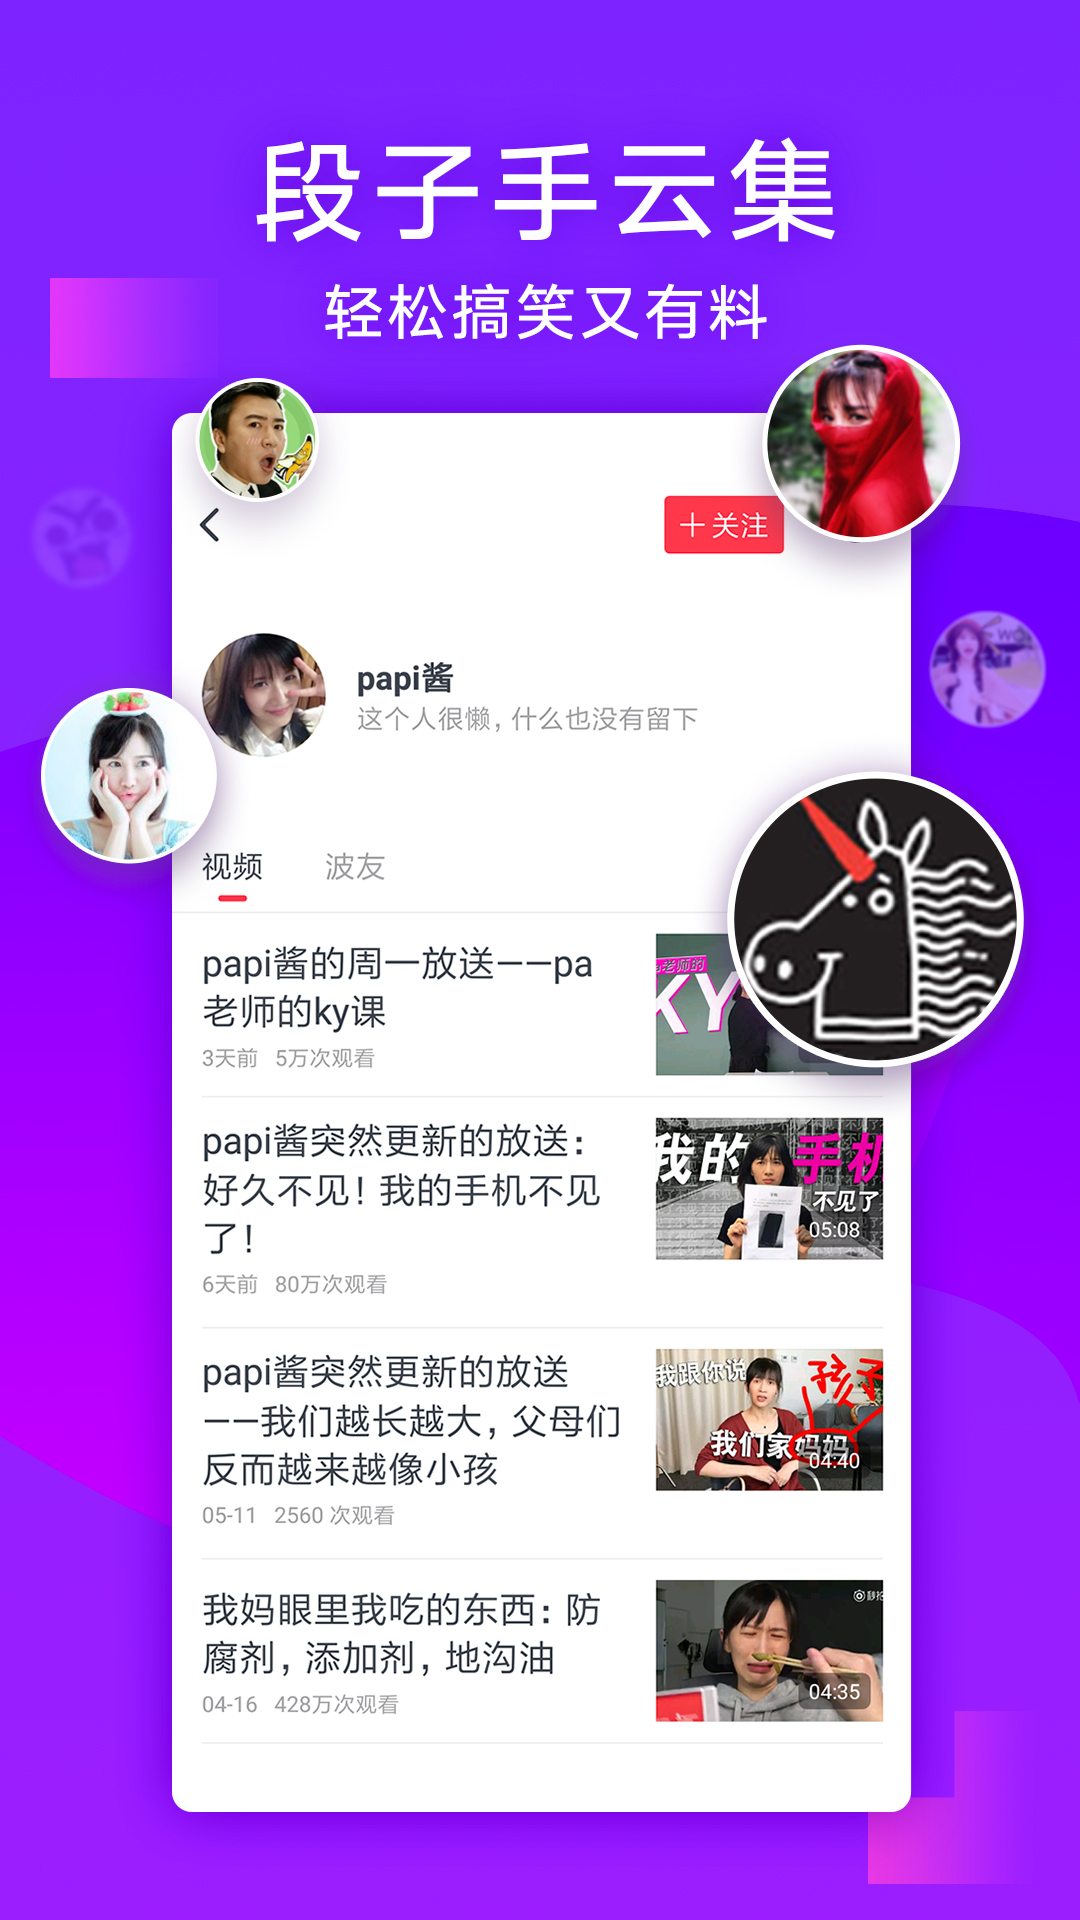 段子手云集
轻松搞笑又有料
+关注
papi酱
这个人很懒，什么也没有留下
视频
波友
papi酱的周一放送——pa
老师的ky课
3天前 5万次观看
老师的
KY
papi酱突然更新的放送：
好久不见！我的手机不见
了！
6天前 80万次观看
我的手机
不见了
05:08
papi酱突然更新的放送
——我们越长越大，父母们
反而越来越像小孩
05-11 2560 次观看
我跟你说
孩子
我们家妈妈
04:40
我妈眼里我吃的东西：防
腐剂，添加剂，地沟油
04-16 428万次观看
秒拍
04:35